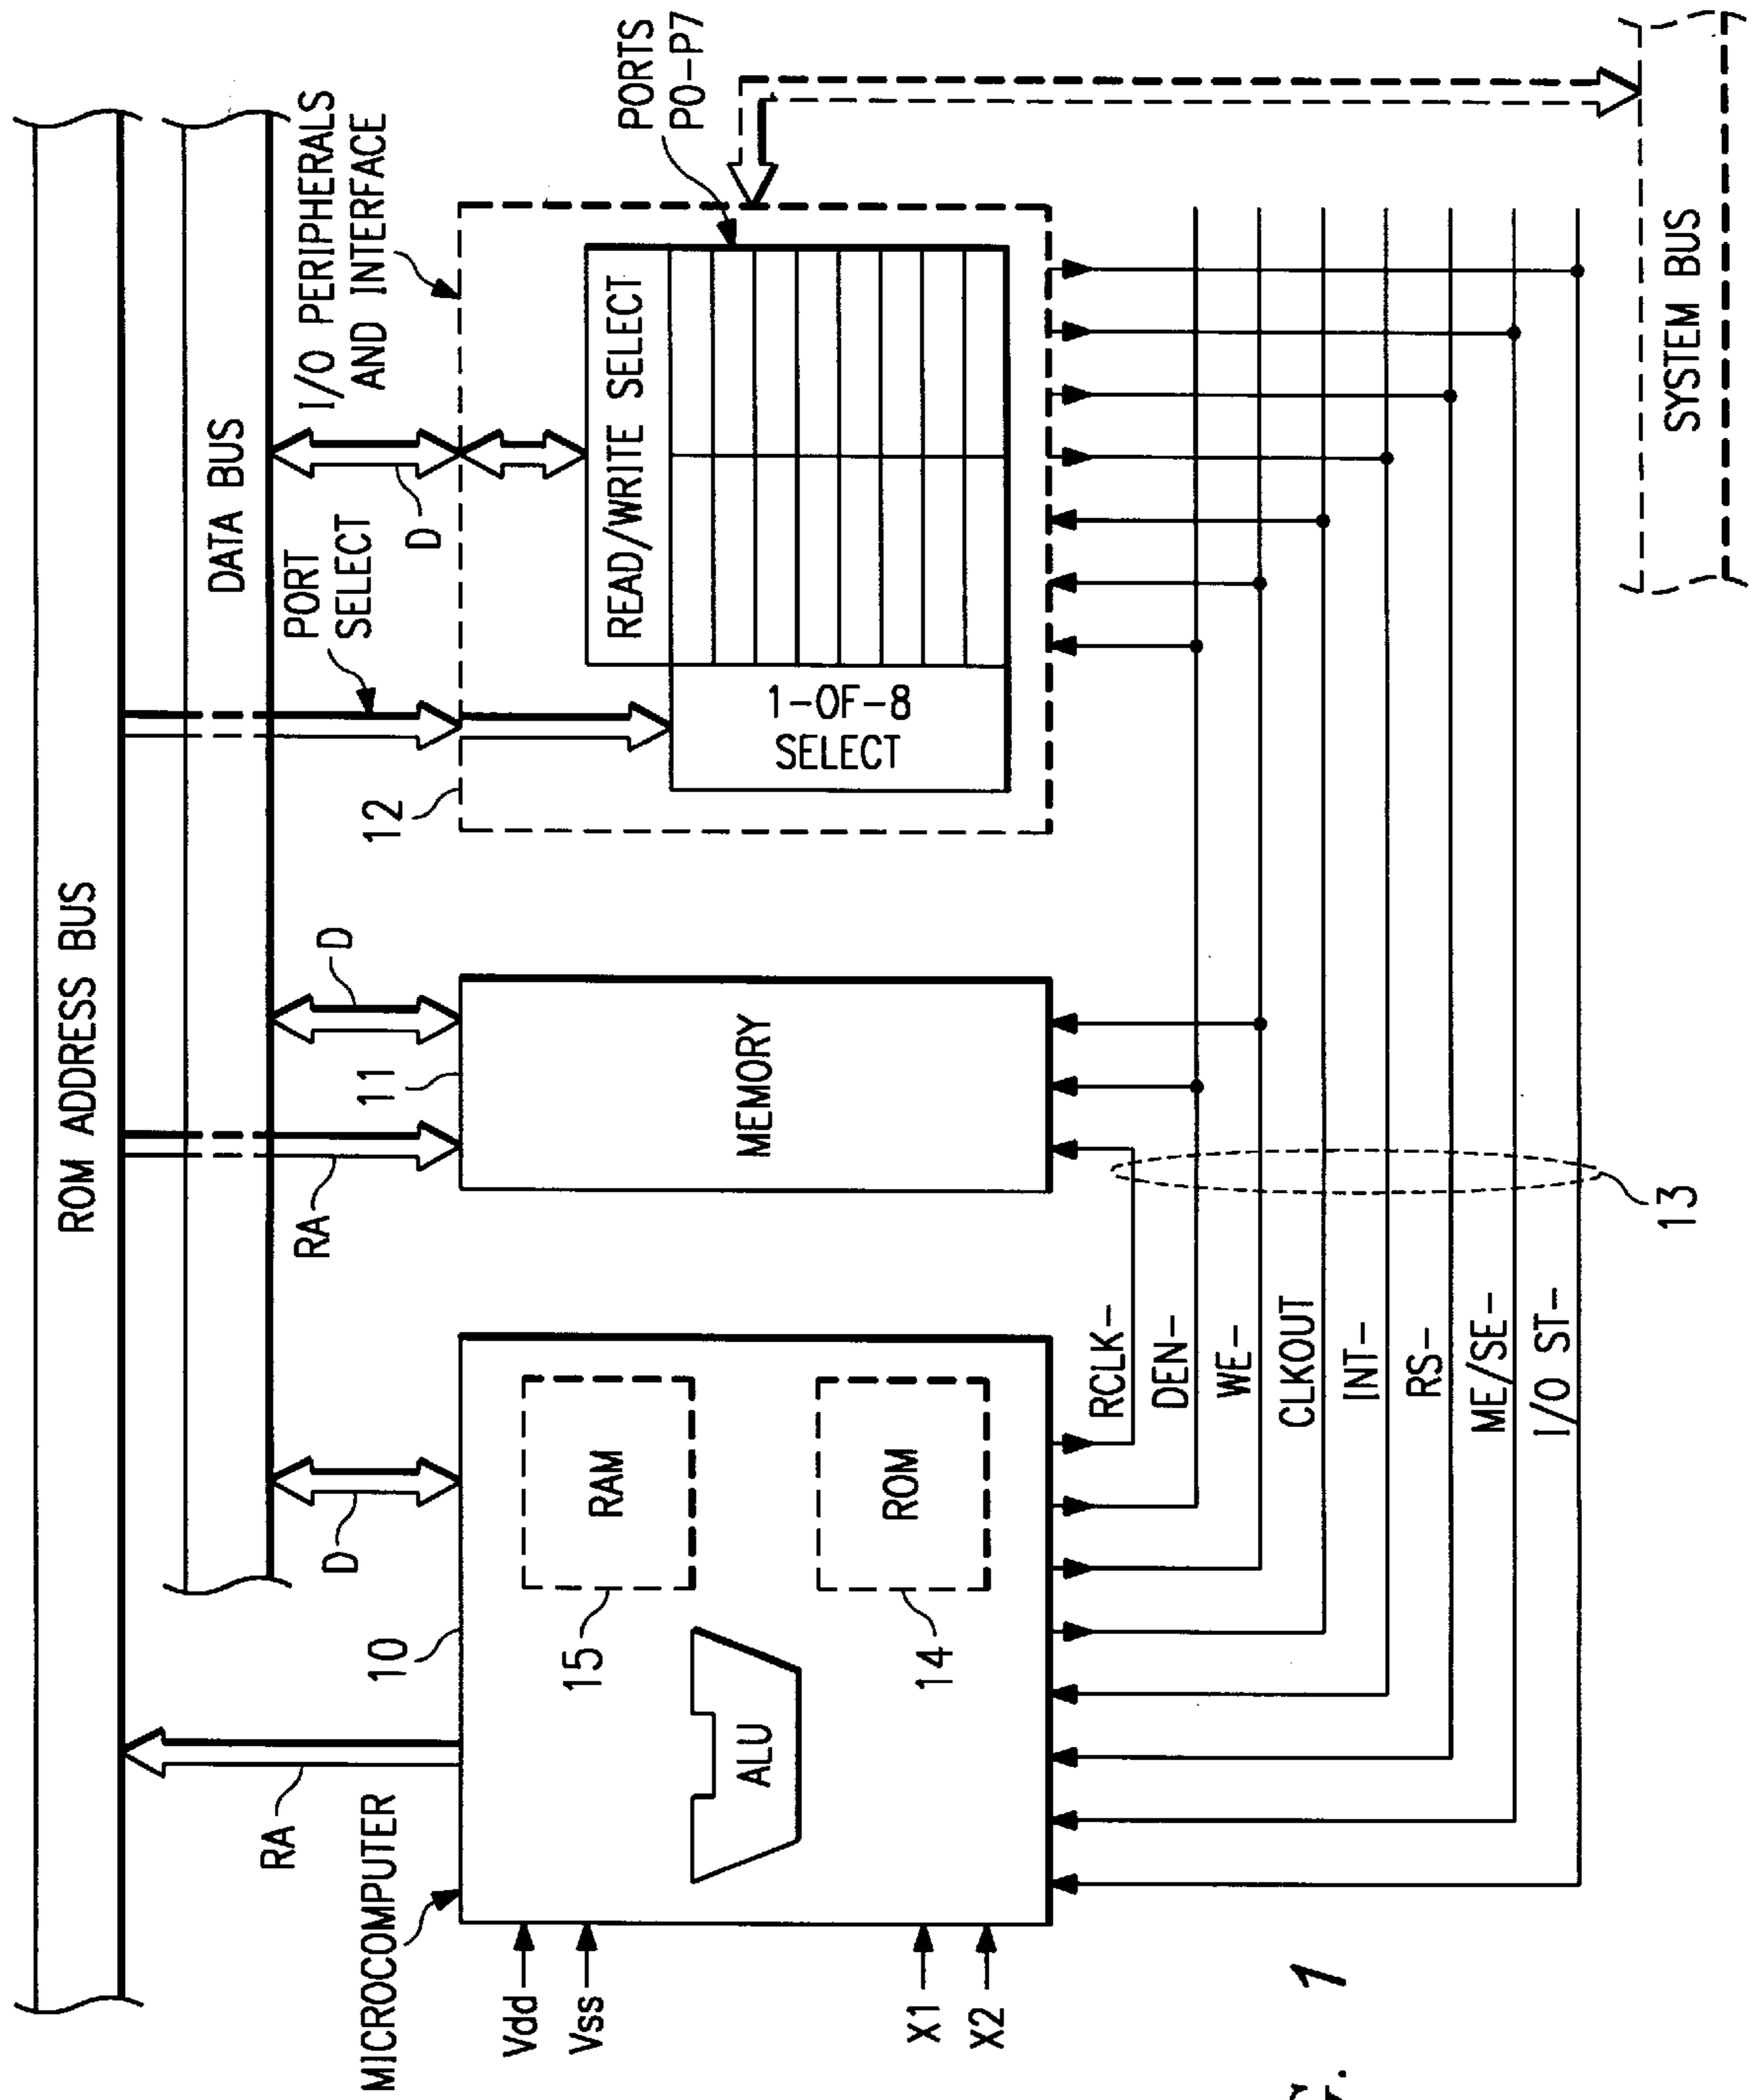 ROM ADDRESS BUS
DATA BUS
RA
D
RA
D
PORT
SELECT
D
I/O PERIPHERALS
AND INTERFACE
MICROCOMPUTER
10
11
12
PORTS
P0-P7
Vdd
Vss
X1
X2
15
RAM
ALU
14
ROM
MEMORY
READ/WRITE SELECT
1-OF-8
SELECT
RCLK-
DEN-
WE-
CLKOUT
INT-
RS-
ME/SE-
I/O ST-
13
SYSTEM BUS
G. 1